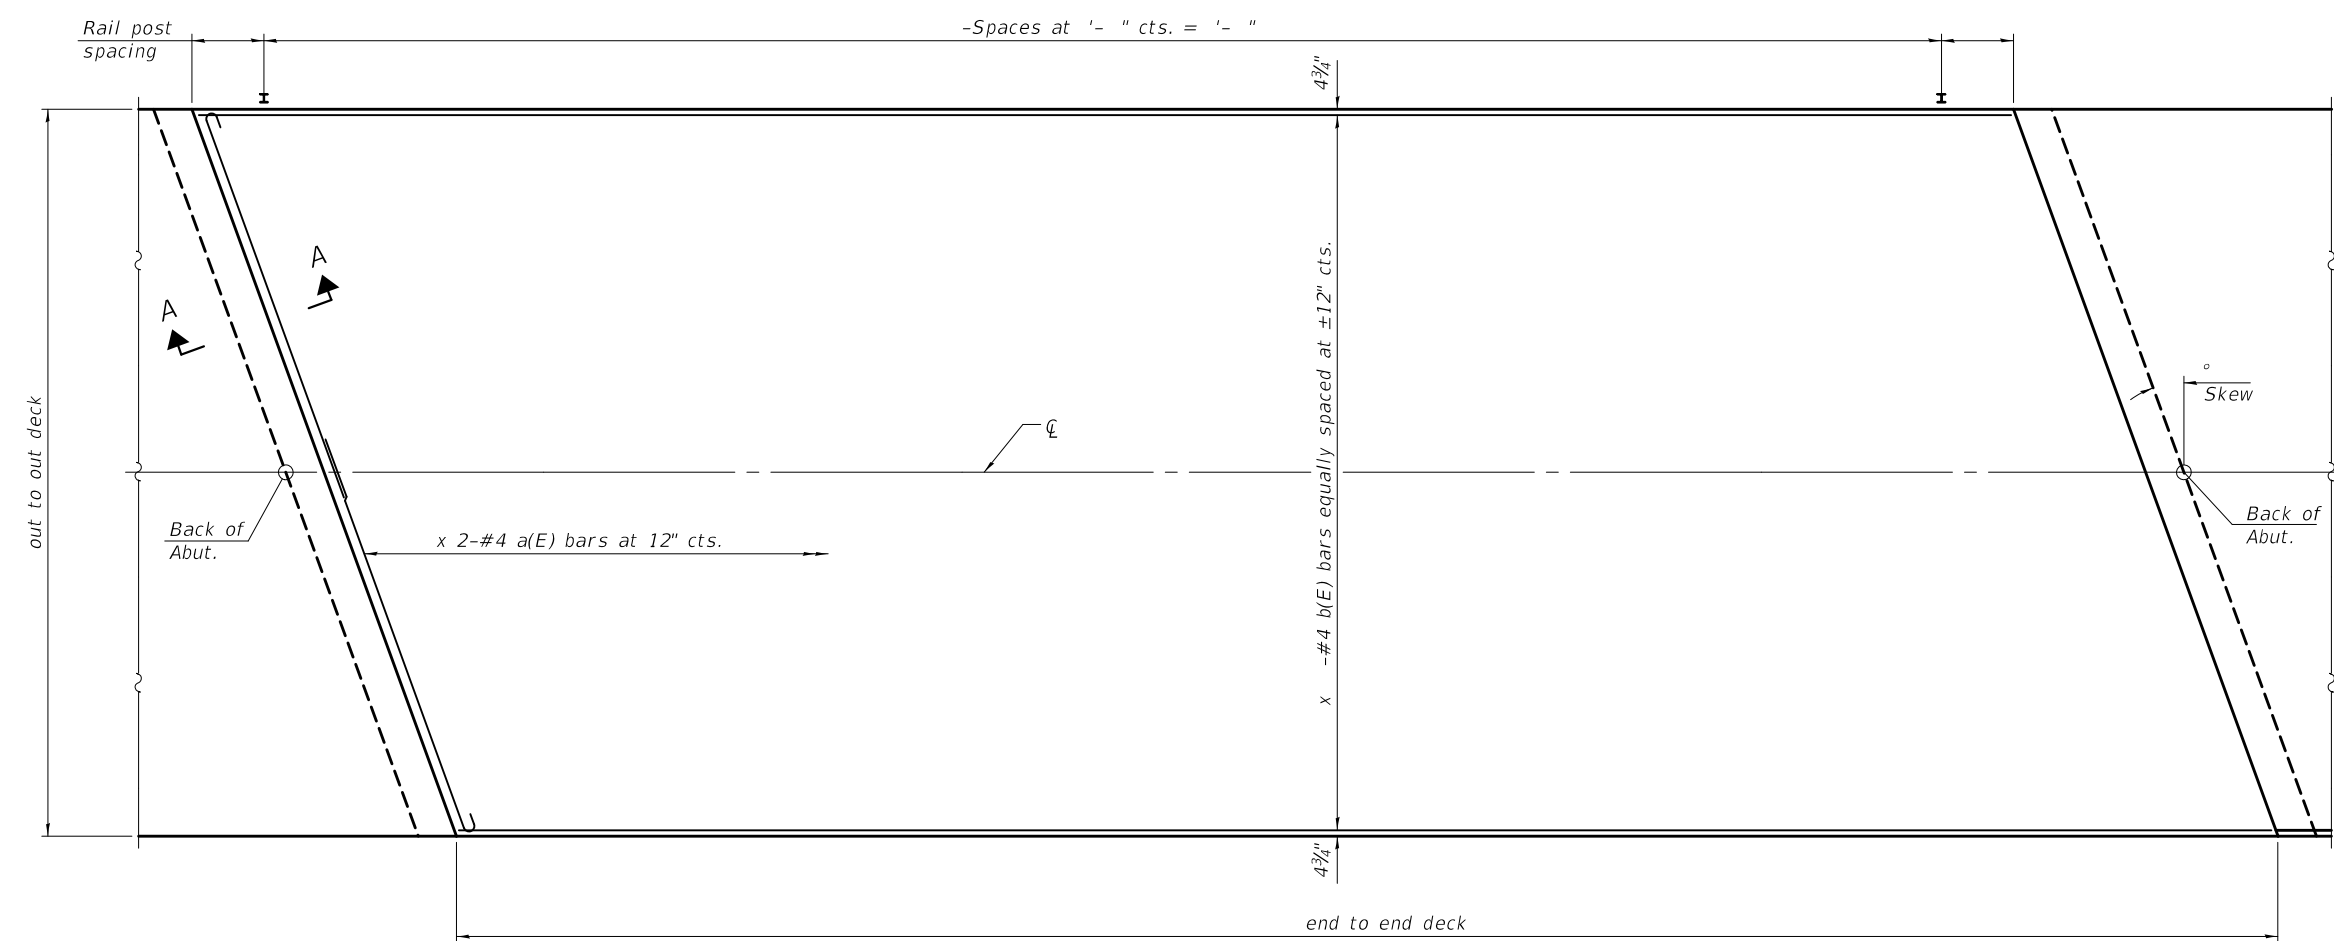 Rail post
spacing
-Spaces at '- " cts. = '- "
4¾"
A
A
x -#4 b(E) bars equally spaced at ±12" cts.
°
Skew
out to out deck
℄
Back of
Abut.
x 2-#4 a(E) bars at 12" cts.
Back of
Abut.
4¾"
end to end deck